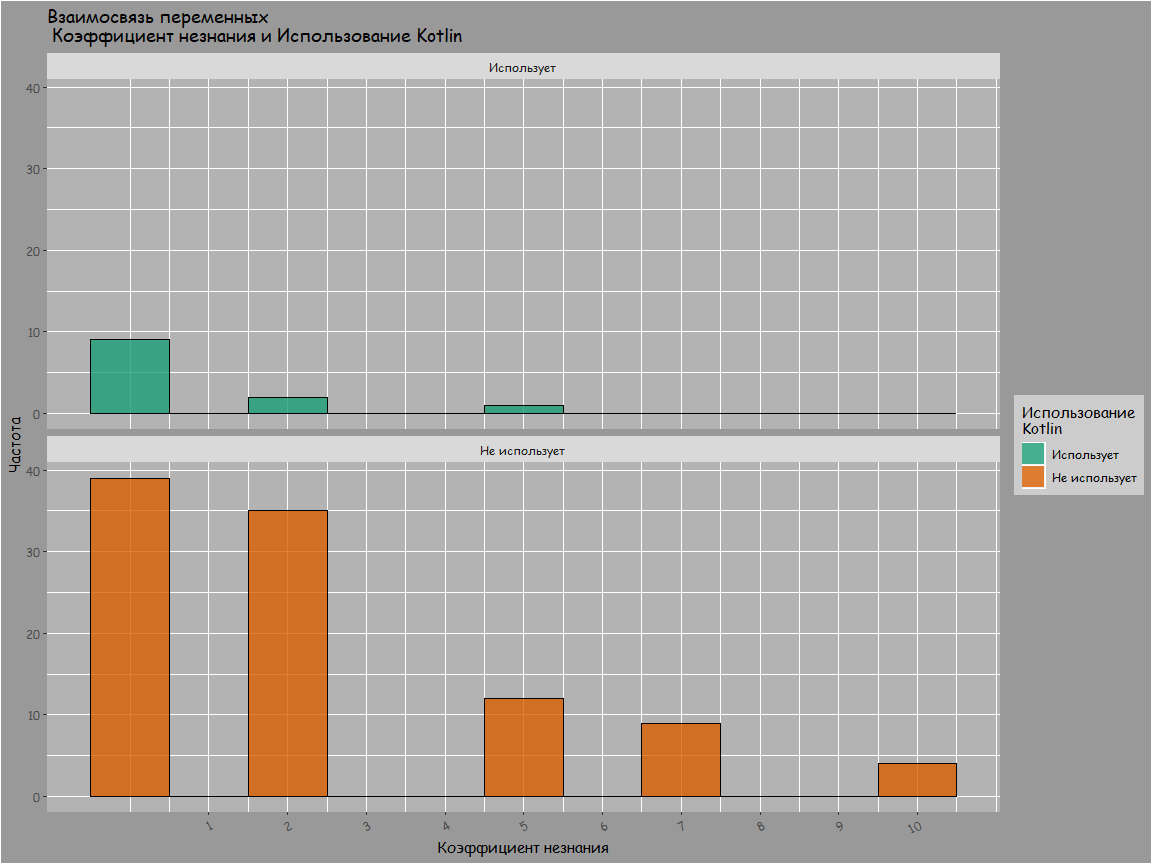 Взаимосвязь переменных
Коэффициент незнания и Использование Kotlin
Использует
40
30
20
10
0
Частота
Не использует
40
30
20
10
0
1 2 3 4 5 6 7 8 9 10
Коэффициент незнания
Использование
Kotlin
Использует
Не использует